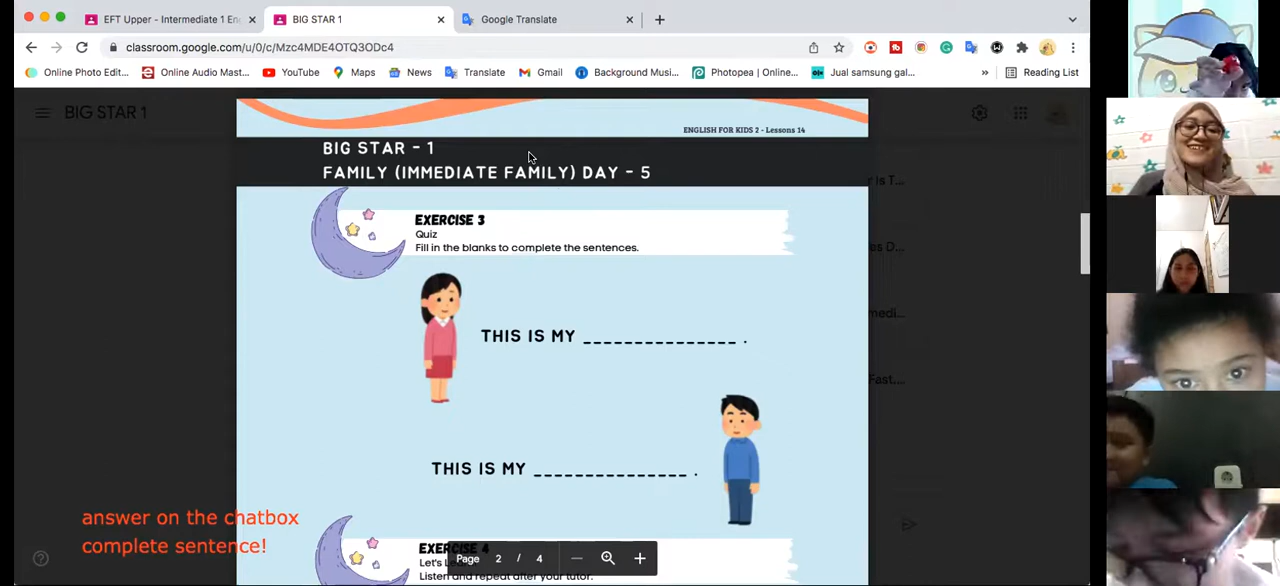 EFT Upper - Intermediate 1 En
BIG STAR 1
Google Translate
classroom.google.com/u/0/c/Mzc4MDE4OTQ3ODc4
Online Photo Edit...
Online Audio Mast...
YouTube
Maps
News
Translate
Gmail
Background Musi...
Photopea | Online...
Jual samsung gal...
»
Reading List
BIG STAR 1
ENGLISH FOR KIDS 2 - Lessons 14
BIG STAR - 1
FAMILY (IMMEDIATE FAMILY) DAY - 5
EXERCISE 3
Quiz
Fill in the blanks to complete the sentences.
THIS IS MY _______________ .
THIS IS MY _______________ .
answer on the chatbox
complete sentence!
EXERCISE 4
Let's
Listen and repeat after your tutor.
Page 2 / 4